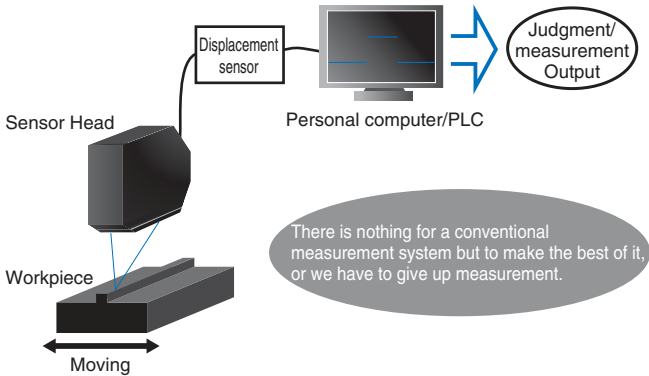 Displacement
sensor
Judgment/
measurement
Output
Personal computer/PLC
Sensor Head
There is nothing for a conventional
measurement system but to make the best of it,
or we have to give up measurement.
Workpiece
Moving